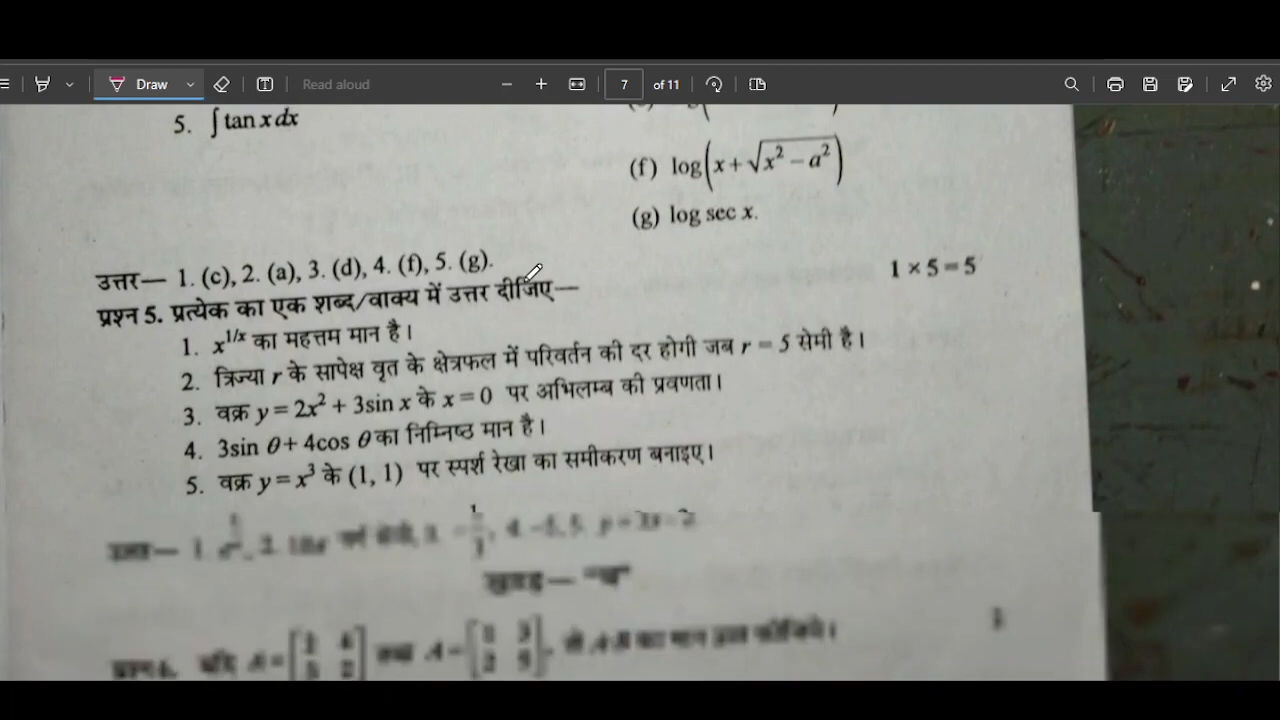 Draw
Read aloud
7 of 11
5. ∫ tan x dx
(f) log(x + √x² − a²)
(g) log sec x.
उत्तर— 1. (c), 2. (a), 3. (d), 4. (f), 5. (g).
प्रश्न 5. प्रत्येक का एक शब्द/वाक्य में उत्तर दीजिए— 1 × 5 = 5
1. x^1/x का महत्तम मान है।
2. त्रिज्या r के सापेक्ष वृत के क्षेत्रफल में परिवर्तन की दर होगी जब r = 5 सेमी है।
3. वक्र y = 2x² + 3sin x के x = 0 पर अभिलम्ब की प्रवणता।
4. 3sin θ + 4cos θ का निम्निष्ठ मान है।
5. वक्र y = x³ के (1, 1) पर स्पर्श रेखा का समीकरण बनाइए।